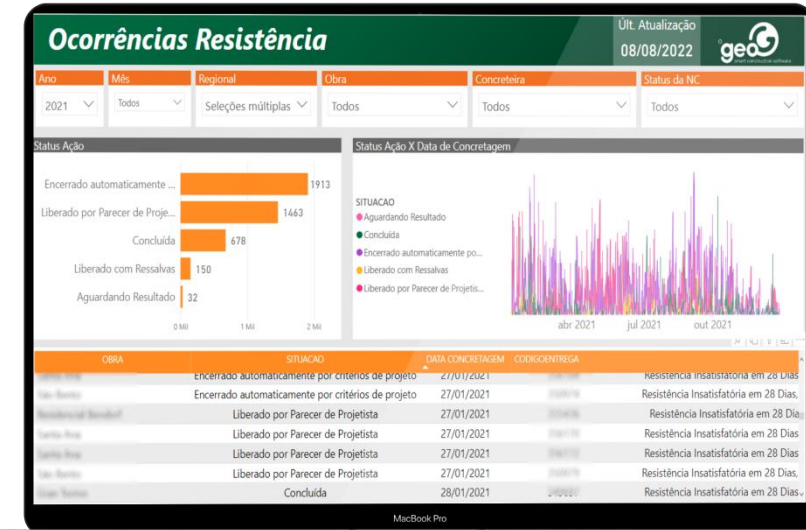 Ocorrências Resistência
Últ. Atualização
08/08/2022
geo
smart construction software
Ano
Mês
Regional
Obra
Concreteira
Status da NC
2021
Todos
Seleções múltiplas
Todos
Todos
Todos
Status Ação
Encerrado automaticamente ...
1913
Liberado por Parecer de Proje...
1463
Concluída
678
Liberado com Ressalvas
150
Aguardando Resultado
32
0 Mil
1 Mil
2 Mil
Status Ação X Data de Concretagem
SITUACAO
Aguardando Resultado
Concluída
Encerrado automaticamente po...
Liberado com Ressalvas
Liberado por Parecer de Projetis...
abr 2021
jul 2021
out 2021
OBRA SITUACAO DATA CONCRETAGEM CODIGOENTREGA
Encerrado automaticamente por critérios de projeto 27/01/2021 Resistência Insatisfatória em 28 Dias
Encerrado automaticamente por critérios de projeto 27/01/2021 Resistência Insatisfatória em 28 Dias,
Liberado por Parecer de Projetista 27/01/2021 Resistência Insatisfatória em 28 Dia
Liberado por Parecer de Projetista 27/01/2021 Resistência Insatisfatória em 28 Dias
Liberado por Parecer de Projetista 27/01/2021 Resistência Insatisfatória em 28 Dias
Liberado por Parecer de Projetista 27/01/2021 Resistência Insatisfatória em 28 Dias,
Concluída 28/01/2021 Resistência Insatisfatória em 28 Dias
MacBook Pro